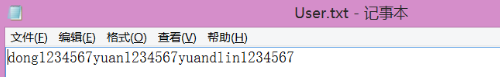 User.txt - 记事本
文件(F) 编辑(E) 格式(O) 查看(V) 帮助(H)
dong1234567yuan1234567yuandlin1234567